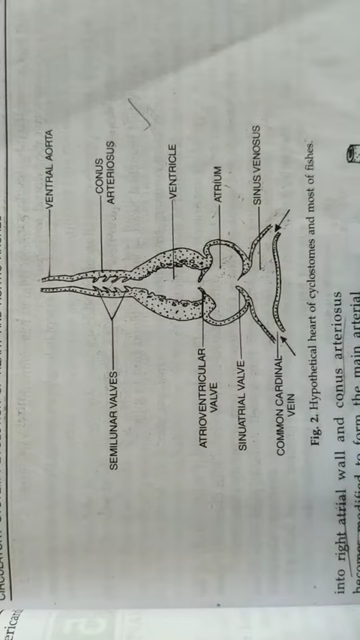 VENTRAL AORTA
CONUS
ARTERIOSUS
VENTRICLE
ATRIUM
SINUS VENOSUS
SEMILUNAR VALVES
ATRIOVENTRICULAR
VALVE
SINUATRIAL VALVE
COMMON CARDINAL
VEIN
Fig. 2. Hypothetical heart of cyclostomes and most of fishes.
into right atrial wall and conus arteriosus